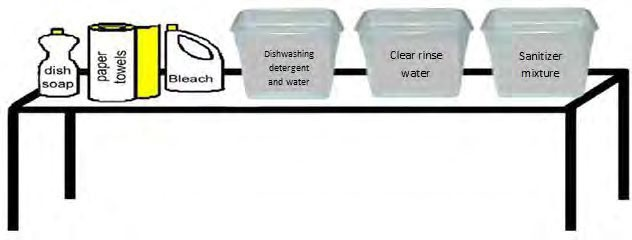 dish
soap
paper
towels
Bleach
Dishwashing
detergent
and water
Clear rinse
water
Sanitizer
mixture